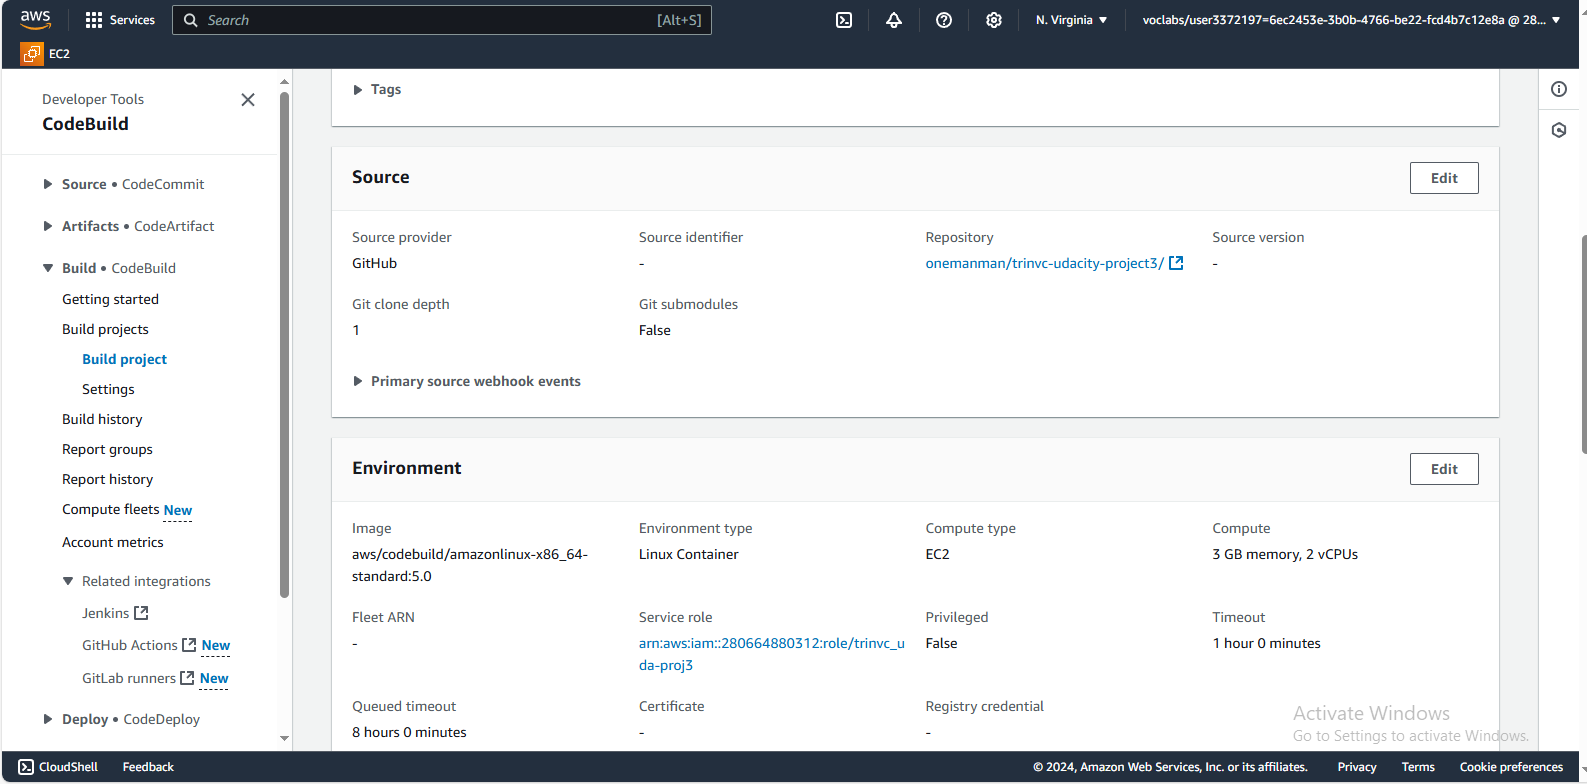 aws
Services
Search
[Alt+S]
N. Virginia
voclabs/user3372197=6ec2453e-3b0b-4766-be22-fcd4b7c12e8a @ 28...
EC2
Developer Tools
CodeBuild
Source • CodeCommit
Artifacts • CodeArtifact
Build • CodeBuild
Getting started
Build projects
Build project
Settings
Build history
Report groups
Report history
Compute fleets New
Account metrics
Related integrations
Jenkins
GitHub Actions New
GitLab runners New
Deploy • CodeDeploy
Tags
Source
Edit
Source provider
GitHub
Source identifier
-
Repository
onemanman/trinvc-udacity-project3/
Source version
-
Git clone depth
1
Git submodules
False
Primary source webhook events
Environment
Edit
Image
aws/codebuild/amazonlinux-x86_64-
standard:5.0
Environment type
Linux Container
Compute type
EC2
Compute
3 GB memory, 2 vCPUs
Fleet ARN
-
Service role
arn:aws:iam::280664880312:role/trinvc_u
da-proj3
Privileged
False
Timeout
1 hour 0 minutes
Queued timeout
8 hours 0 minutes
Certificate
-
Registry credential
-
Activate Windows
Go to Settings to activate Windows.
CloudShell
Feedback
© 2024, Amazon Web Services, Inc. or its affiliates.
Privacy
Terms
Cookie preferences